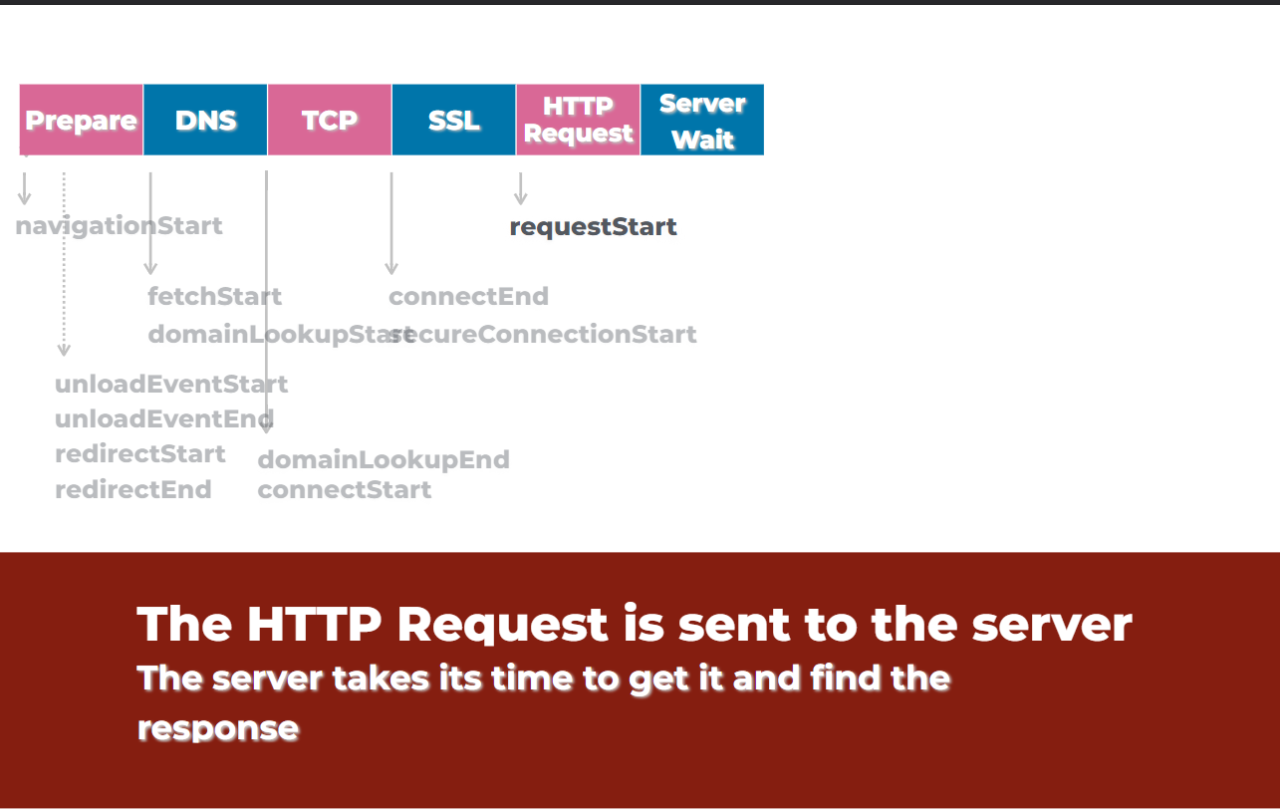 Prepare
DNS
TCP
SSL
HTTP
Request
Server
Wait
navigationStart
requestStart
fetchStart
domainLookupStart
connectEnd
secureConnectionStart
unloadEventStart
unloadEventEnd
redirectStart
redirectEnd
domainLookupEnd
connectStart
The HTTP Request is sent to the server
The server takes its time to get it and find the
response